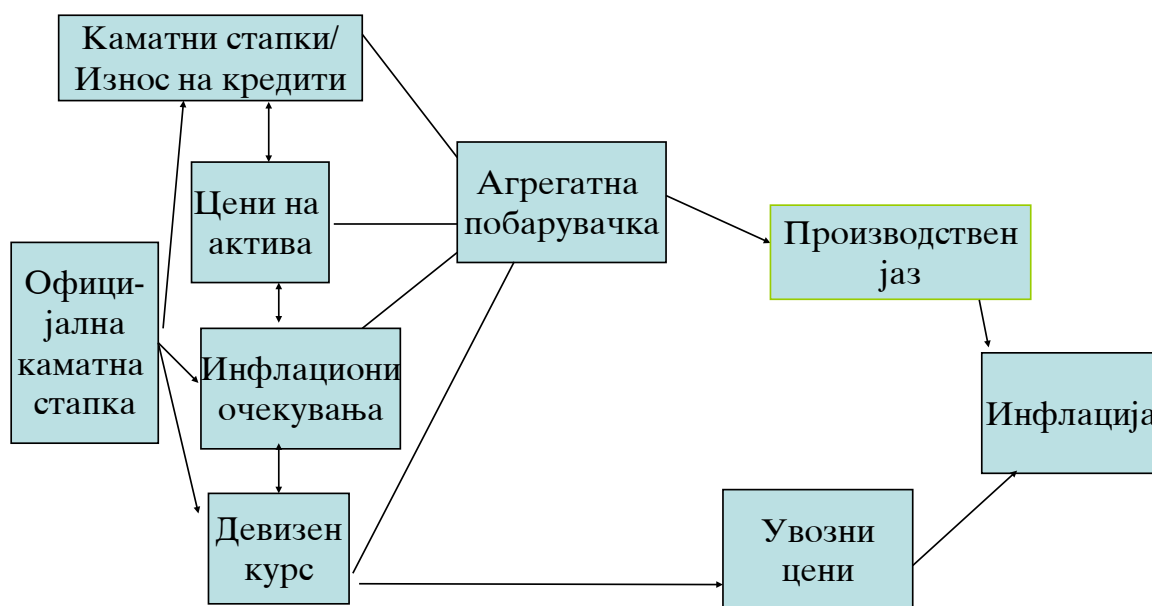 Каматни стапки/
Износ на кредити
Цени на
актива
Агрегатна
побарувачка
Производствен
јаз
Офици-
јална
каматна
стапка
Инфлациони
очекувања
Инфлација
Девизен
курс
Увозни
цени